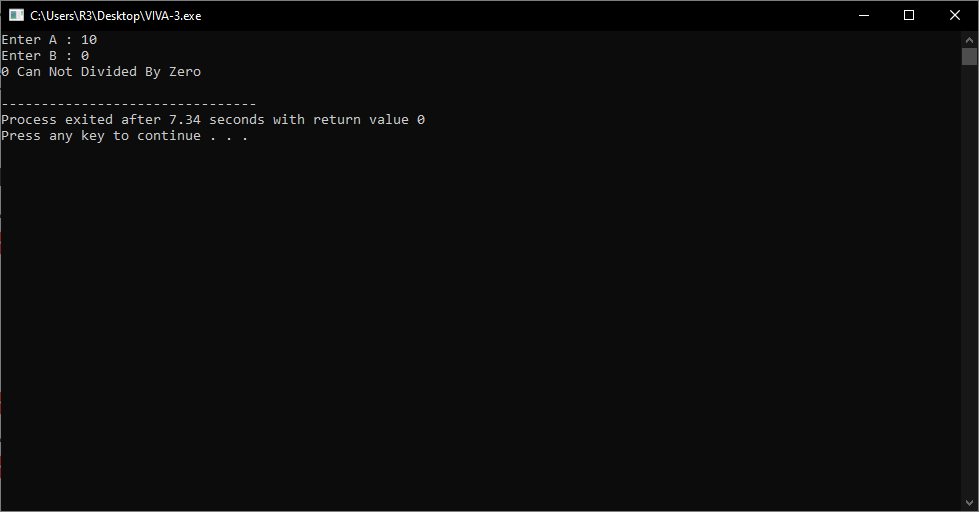 C:\Users\R3\Desktop\VIVA-3.exe
Enter A : 10
Enter B : 0
0 Can Not Divided By Zero
--------------------------------
Process exited after 7.34 seconds with return value 0
Press any key to continue . . .